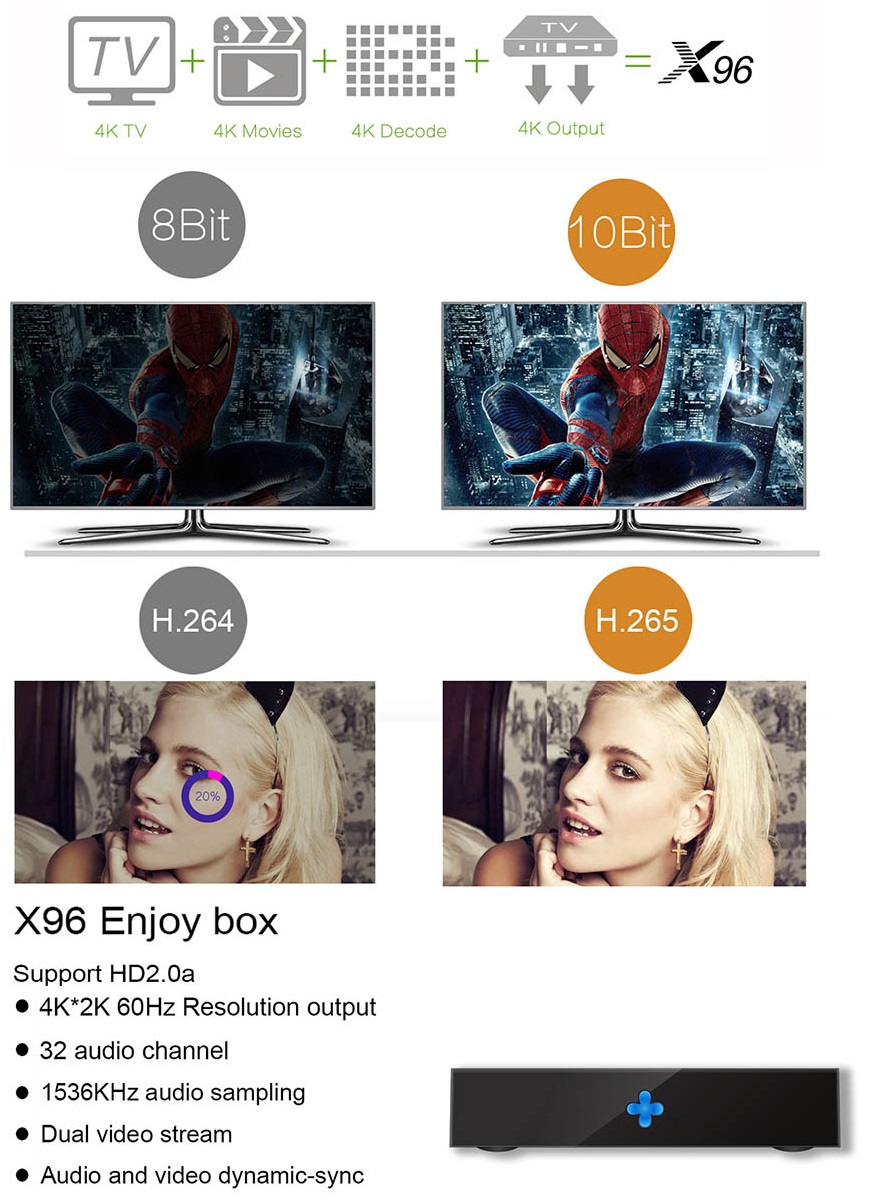 TV + + + TV = X96
4K TV 4K Movies 4K Decode 4K Output
8Bit 10Bit
H.264 H.265
20%
X96 Enjoy box
Support HD2.0a
● 4K*2K 60Hz Resolution output
● 32 audio channel
● 1536KHz audio sampling
● Dual video stream
● Audio and video dynamic-sync